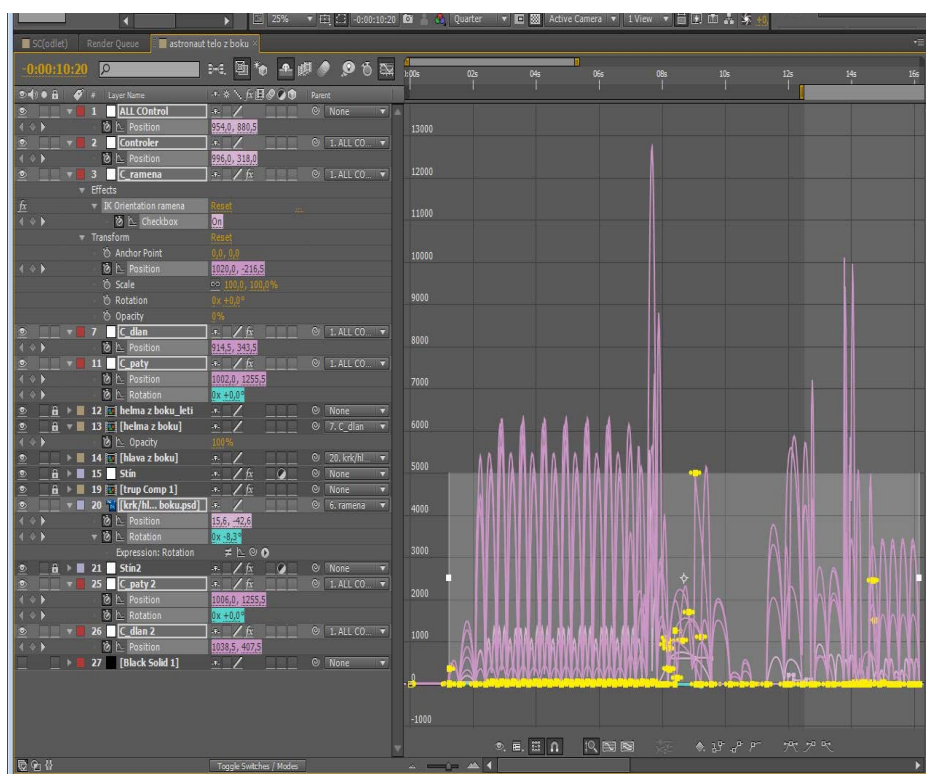 25% -0:00:10:20 Quarter Active Camera 1 View +0,
SC(odlet) Render Queue astronaut telo z boku
-0:00:10:20
):00s 02s 04s 06s 08s 10s 12s 14s 16s
# Layer Name Parent
1 ALL COntrol None
Position 954,0, 880,5
2 Controler 1. ALL CO...
Position 996,0, 318,0
3 C_ramena 1. ALL CO...
Effects
fx IK Orientation ramena Reset ...
Checkbox On
Transform Reset
Anchor Point 0,0, 0,0
Position 1020,0, -216,5
Scale 100,0, 100,0%
Rotation 0x +0,0°
Opacity 0%
7 C_dlan 1. ALL CO...
Position 914,5, 343,5
11 C_paty 1. ALL CO...
Position 1002,0, 1255,5
Rotation 0x +0,0°
12 helma z boku_leti None
13 [helma z boku] 7. C_dlan
Opacity 100%
14 [hlava z boku] 20. krk/hl...
15 Stín None
19 [trup Comp 1] None
20 [krk/hl... boku.psd] 6. ramena
Position 15,6, -42,6
Rotation 0x -8,3°
Expression: Rotation
21 Stín2 None
25 C_paty 2 1. ALL CO...
Position 1006,0, 1255,5
Rotation 0x +0,0°
26 C_dlan 2 1. ALL CO...
Position 1038,5, 407,5
27 [Black Solid 1] None
13000
12000
11000
10000
9000
8000
7000
6000
5000
4000
3000
2000
1000
0
-1000
Toggle Switches / Modes